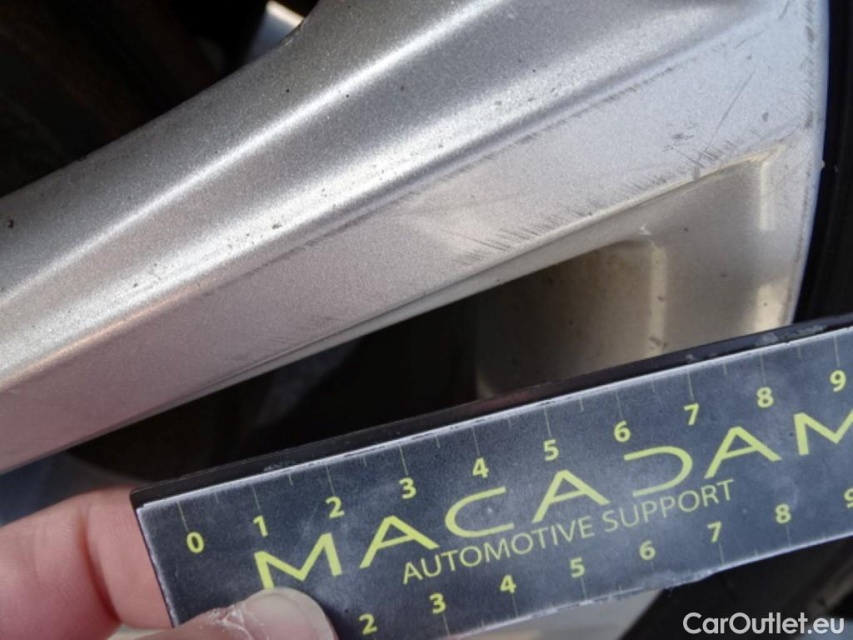 0 1 2 3 4 5 6 7 8 9
MACADAM
AUTOMOTIVE SUPPORT
2 3 4 5 6 7 8 9
CarOutlet.eu